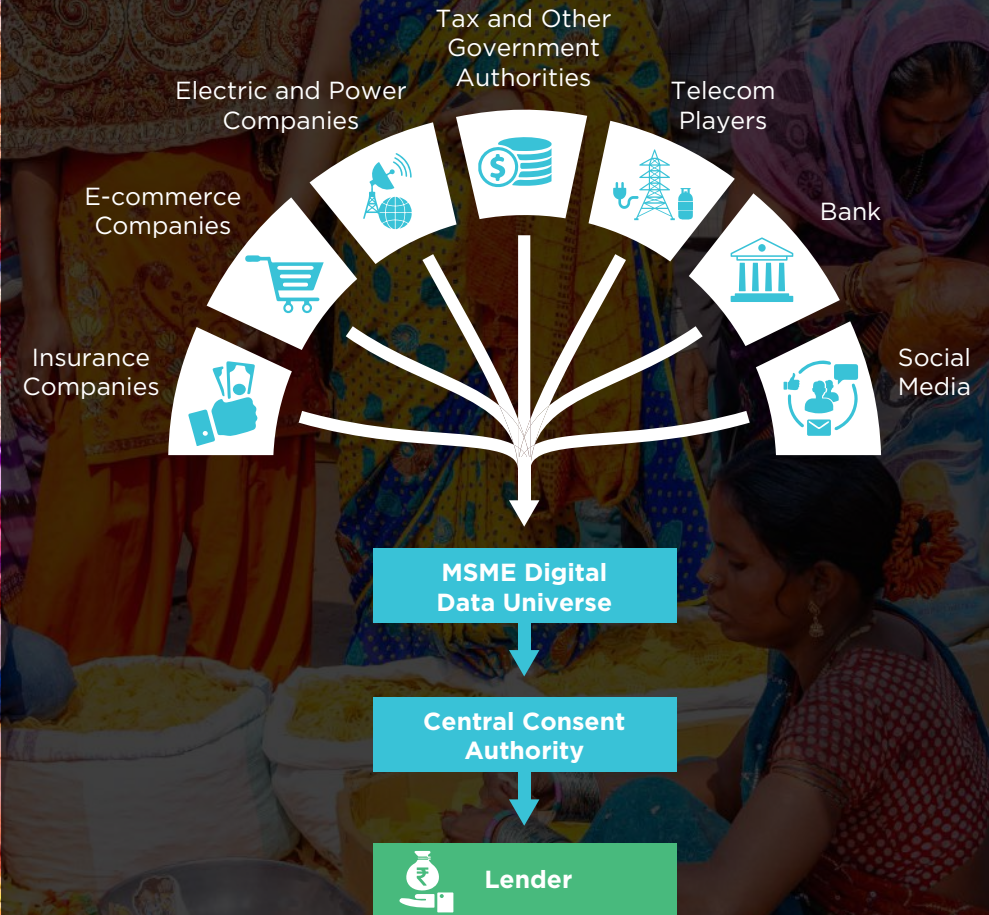 Tax and Other
Government
Authorities
Electric and Power
Companies
Telecom
Players
E-commerce
Companies
Bank
Insurance
Companies
Social
Media
$
MSME Digital
Data Universe
Central Consent
Authority
₹
Lender